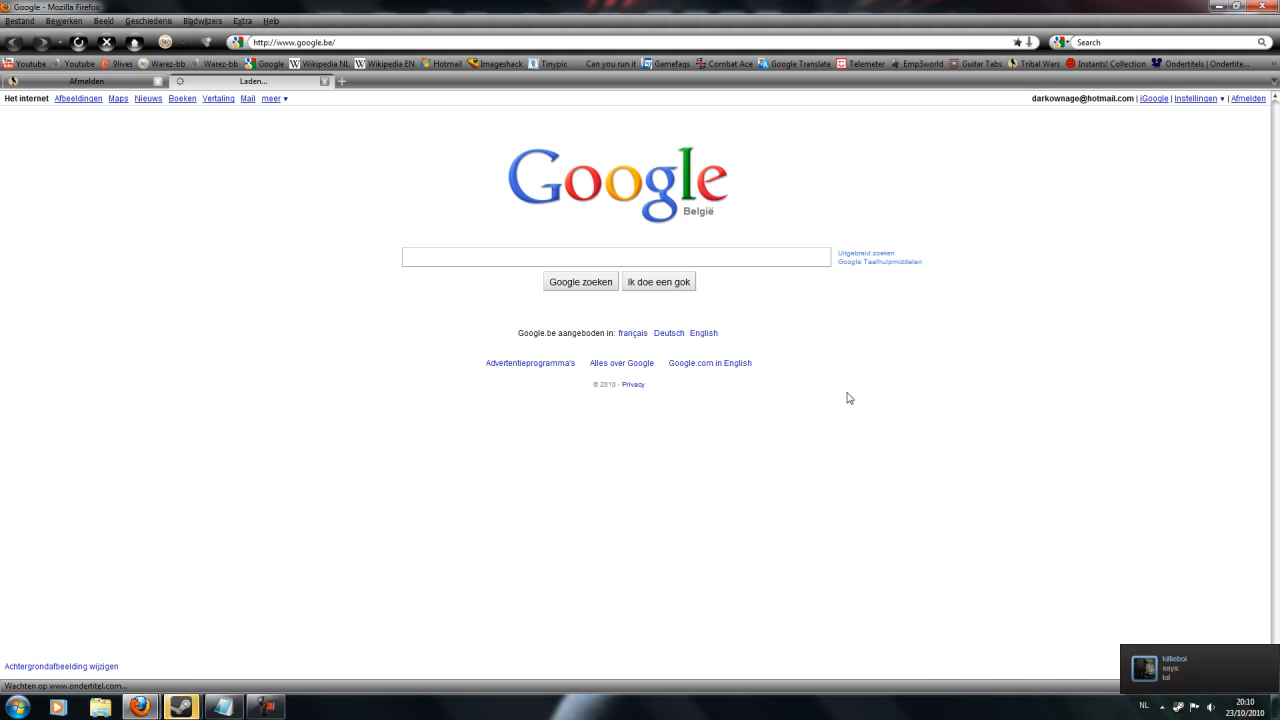 Google - Mozilla Firefox
Bestand Bewerken Beeld Geschiedenis Bladwijzers Extra Help
http://www.google.be/ Search
Youtube Youtube 9lives Warez-bb Warez-bb Google Wikipedia NL Wikipedia EN Hotmail Imageshack Tinypic Can you run it Gamefaqs Combat Ace Google Translate Telemeter Emp3world Guitar Tabs Tribal Wars Instants! Collection Ondertitels | Ondertite...
Afmelden Laden...
Het internet Afbeeldingen Maps Nieuws Boeken Vertaling Mail meer ▼ darkownage@hotmail.com | iGoogle | Instellingen ▼ | Afmelden
Google
België
Uitgebreid zoeken
Google Taalhulpmiddelen
Google zoeken Ik doe een gok
Google.be aangeboden in: français Deutsch English
Advertentieprogramma's Alles over Google Google.com in English
© 2010 - Privacy
killieboi
says:
lol
Achtergrondafbeelding wijzigen
Wachten op www.ondertitel.com...
NL 20:10
23/10/2010